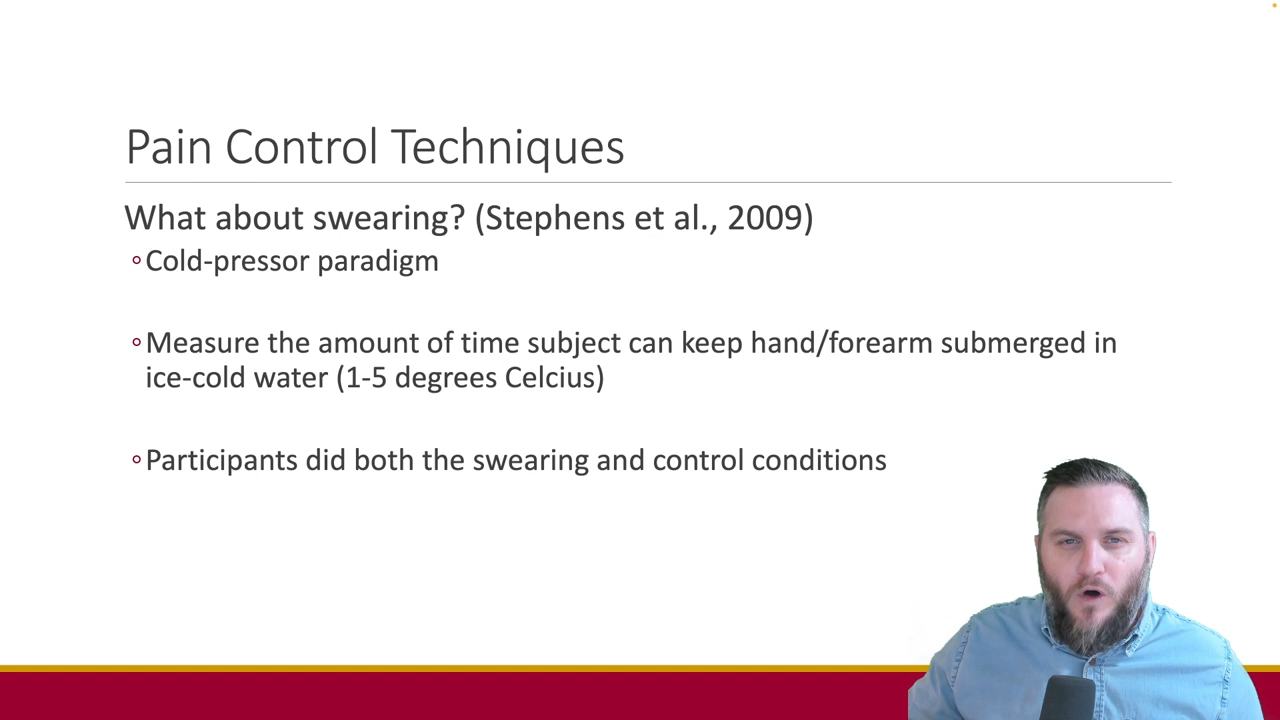 Pain Control Techniques
What about swearing? (Stephens et al., 2009)
◦Cold-pressor paradigm
◦Measure the amount of time subject can keep hand/forearm submerged in
ice-cold water (1-5 degrees Celcius)
◦Participants did both the swearing and control conditions